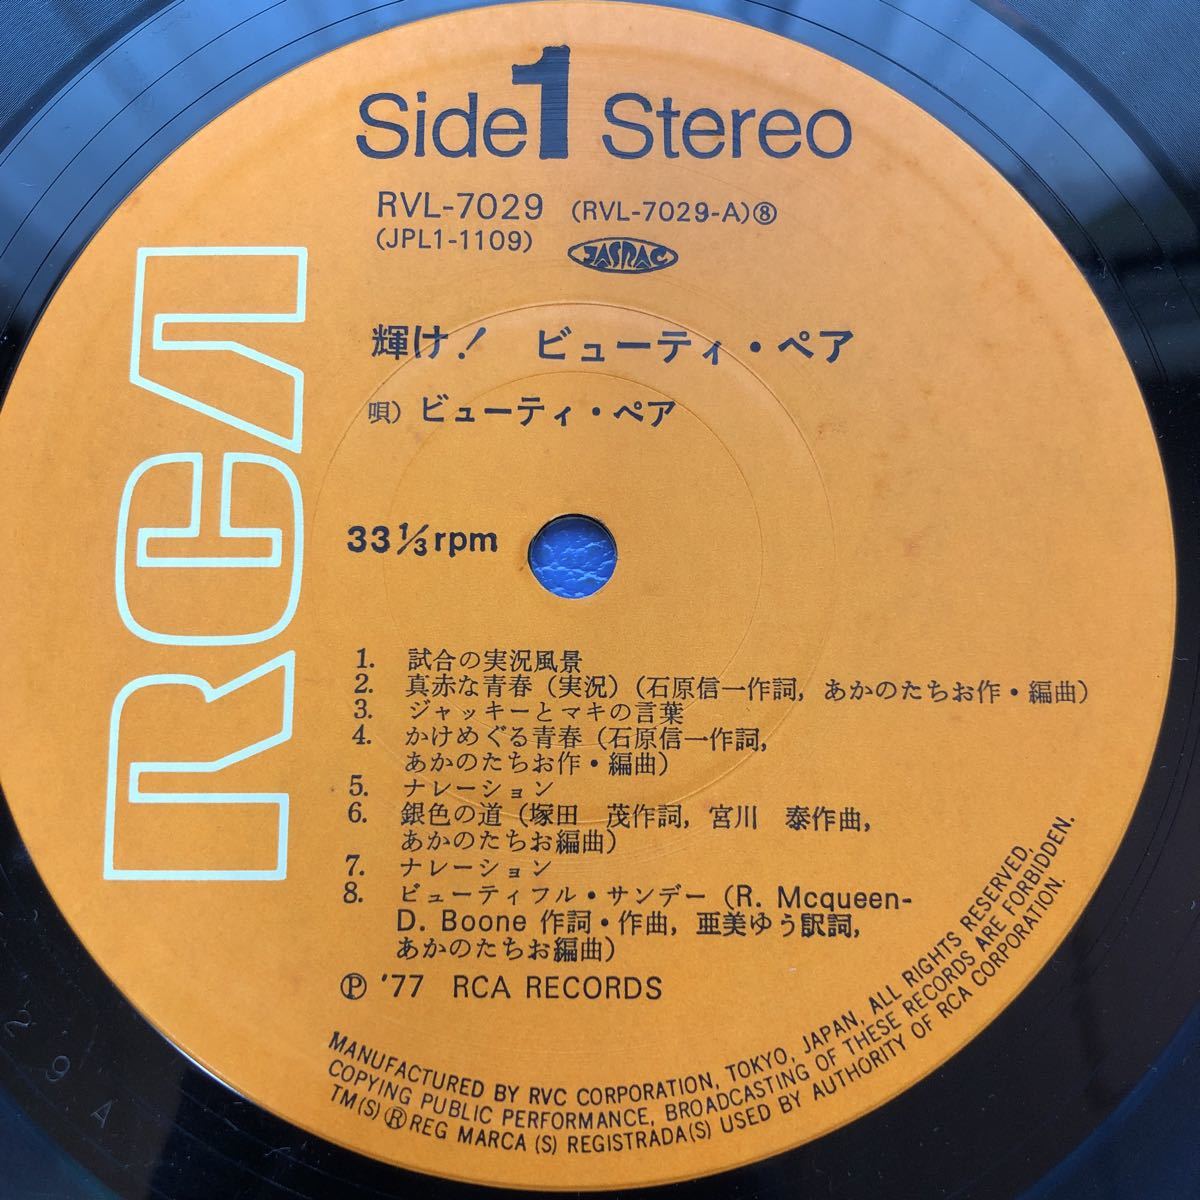 Side 1 Stereo
RVL-7029 (RVL-7029-A)⑧
(JPL1-1109) JASRAC
RCA
輝け! ビューティ・ペア
唄) ビューティ・ペア
33 1/3 rpm
1. 試合の実況風景
2. 真赤な青春(実況)(石原信一作詞, あかのたちお作・編曲)
3. ジャッキーとマキの言葉
4. かけめぐる青春(石原信一作詞,
あかのたちお作・編曲)
5. ナレーション
6. 銀色の道(塚田 茂作詞, 宮川 泰作曲,
あかのたちお編曲)
7. ナレーション
8. ビューティフル・サンデー(R. Mcqueen-
D. Boone 作詞・作曲, 亜美ゆう訳詞,
あかのたちお編曲)
Ⓟ '77 RCA RECORDS
MANUFACTURED BY RVC CORPORATION, TOKYO, JAPAN, ALL RIGHTS RESERVED,
COPYING PUBLIC PERFORMANCE, BROADCASTING OF THESE RECORDS ARE FORBIDDEN.
TM(S) ® REG MARCA (S) REGISTRADA(S) USED BY AUTHORITY OF RCA CORPORATION.
2 9 A